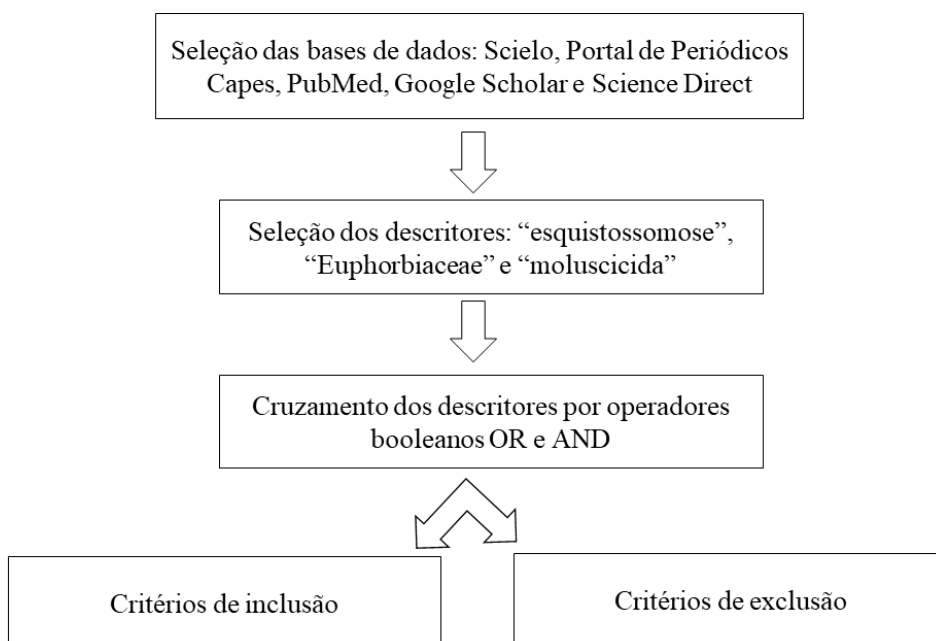 Seleção das bases de dados: Scielo, Portal de Periódicos
Capes, PubMed, Google Scholar e Science Direct
Seleção dos descritores: “esquistossomose”,
“Euphorbiaceae” e “moluscicida”
Cruzamento dos descritores por operadores
booleanos OR e AND
Critérios de inclusão
Critérios de exclusão